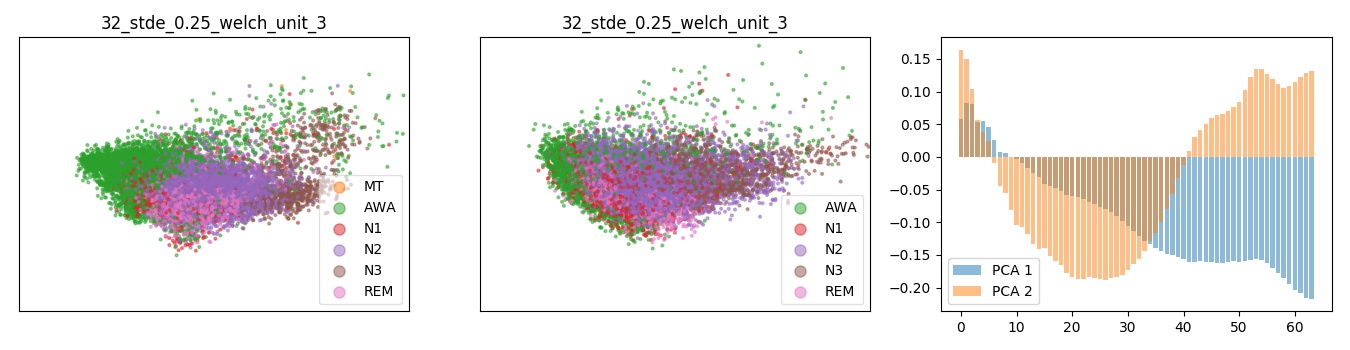 32_stde_0.25_welch_unit_3
MT
AWA
N1
N2
N3
REM
32_stde_0.25_welch_unit_3
AWA
N1
N2
N3
REM
0.15
0.10
0.05
0.00
−0.05
−0.10
−0.15
−0.20
PCA 1
PCA 2
0 10 20 30 40 50 60